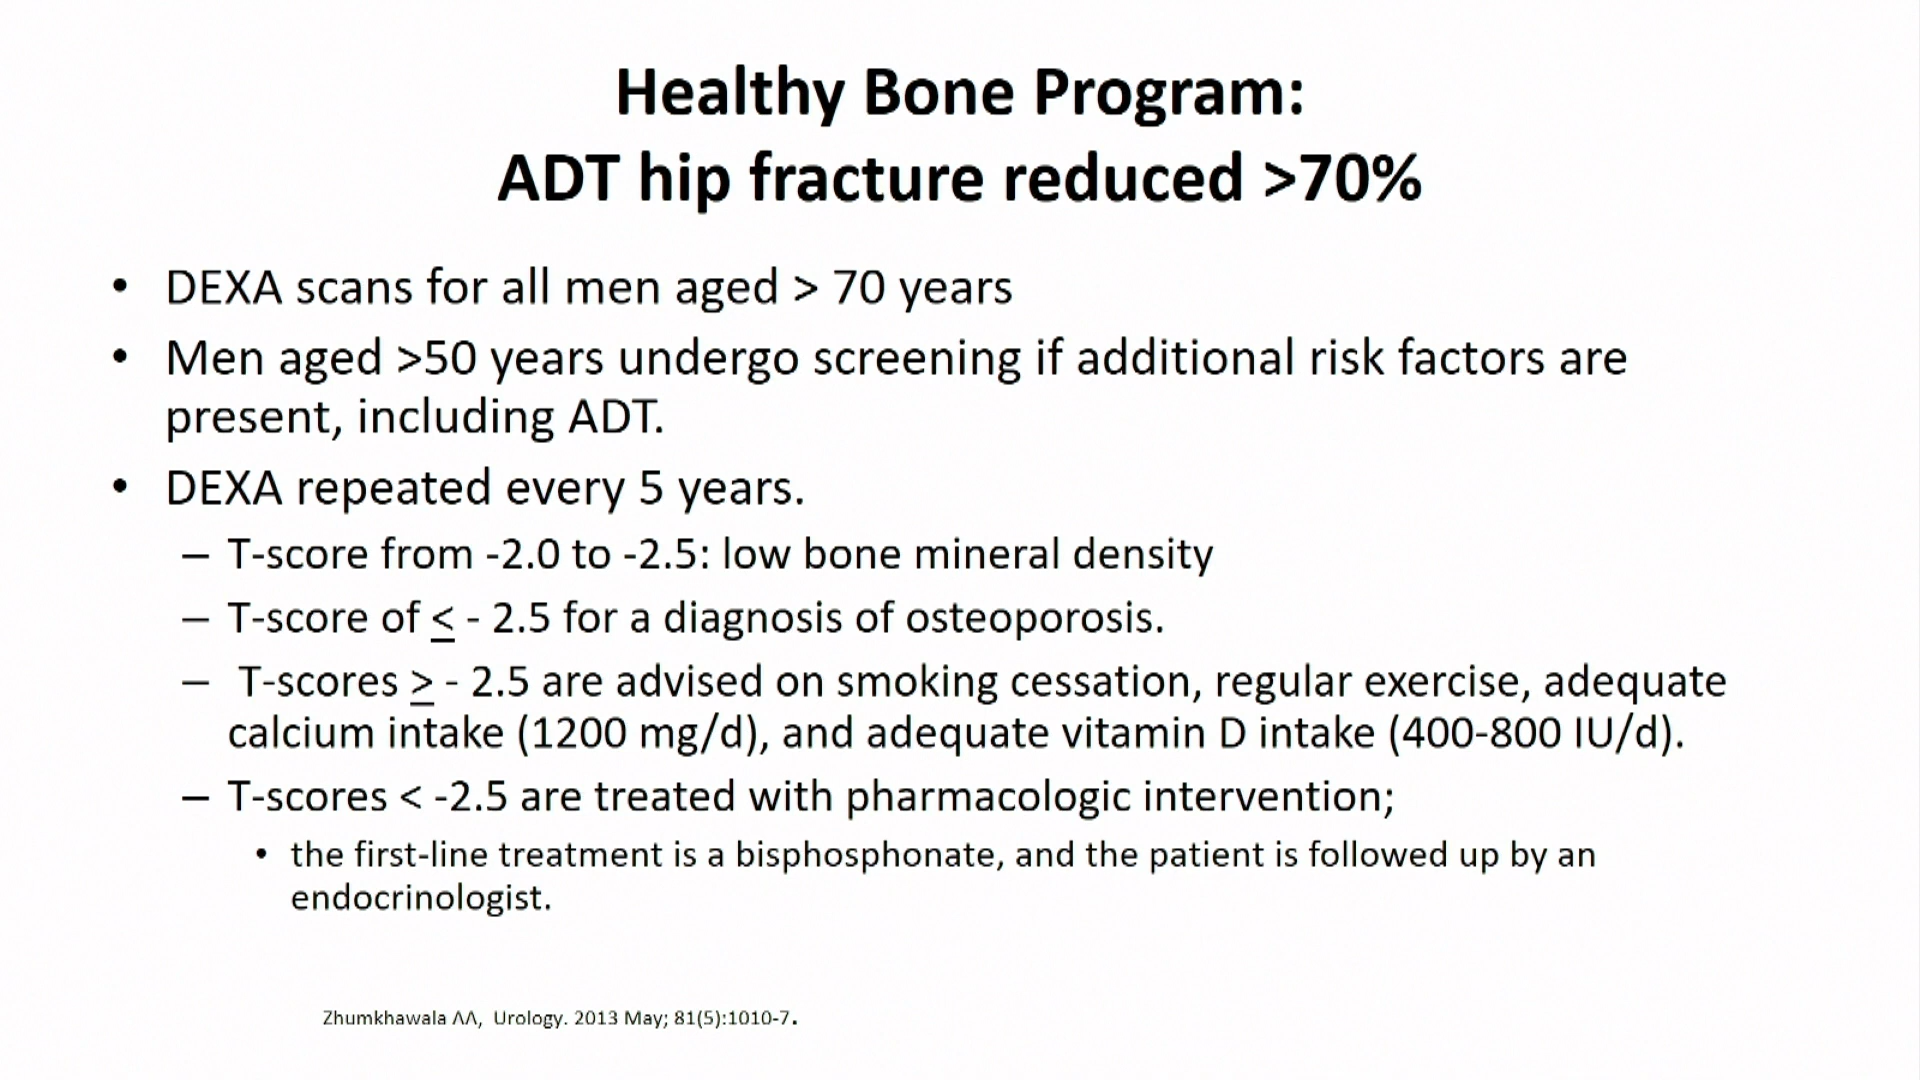 Healthy Bone Program:
ADT hip fracture reduced >70%
• DEXA scans for all men aged > 70 years
• Men aged >50 years undergo screening if additional risk factors are
present, including ADT.
• DEXA repeated every 5 years.
– T-score from -2.0 to -2.5: low bone mineral density
– T-score of ≤ - 2.5 for a diagnosis of osteoporosis.
– T-scores ≥ - 2.5 are advised on smoking cessation, regular exercise, adequate
calcium intake (1200 mg/d), and adequate vitamin D intake (400-800 IU/d).
– T-scores < -2.5 are treated with pharmacologic intervention;
• the first-line treatment is a bisphosphonate, and the patient is followed up by an
endocrinologist.
Zhumkhawala AA, Urology. 2013 May; 81(5):1010-7.